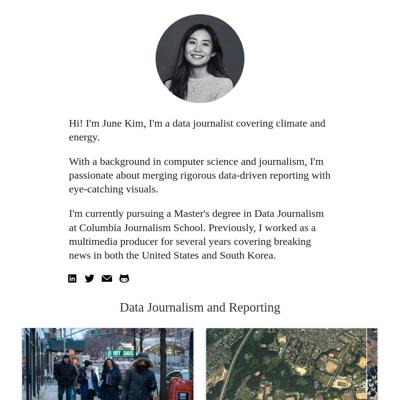 Hi! I'm June Kim, I'm a data journalist covering climate and
energy.
With a background in computer science and journalism, I'm
passionate about merging rigorous data-driven reporting with
eye-catching visuals.
I'm currently pursuing a Master's degree in Data Journalism
at Columbia Journalism School. Previously, I worked as a
multimedia producer for several years covering breaking
news in both the United States and South Korea.
Data Journalism and Reporting